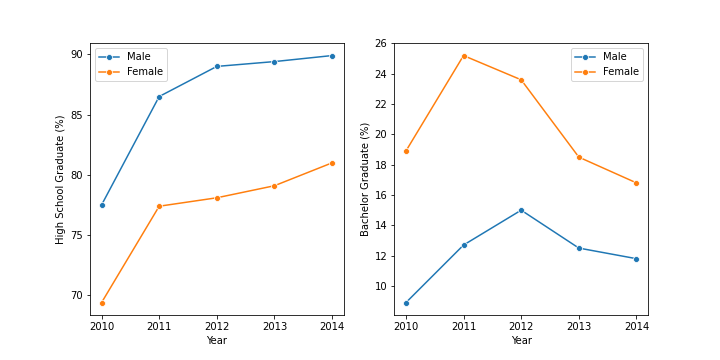 High School Graduate (%)
90
85
80
75
70
Male
Female
2010 2011 2012 2013 2014
Year
Bachelor Graduate (%)
26
24
22
20
18
16
14
12
10
Male
Female
2010 2011 2012 2013 2014
Year